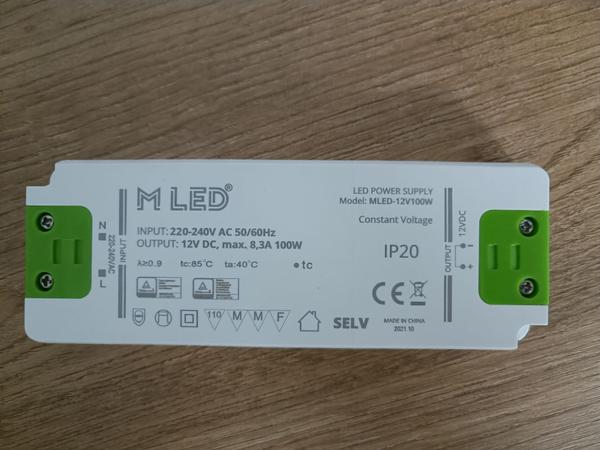 M LED®
INPUT: 220-240V AC 50/60Hz
OUTPUT: 12V DC, max. 8,3A 100W
λ≥0.9 tc:85℃ ta:40℃ • tc
LED POWER SUPPLY
Model: MLED-12V100W
Constant Voltage
IP20
N
L
220-240VAC
INPUT
OUTPUT
12VDC
- -
+ +
110 M M F
SELV
CE
MADE IN CHINA
2021.10